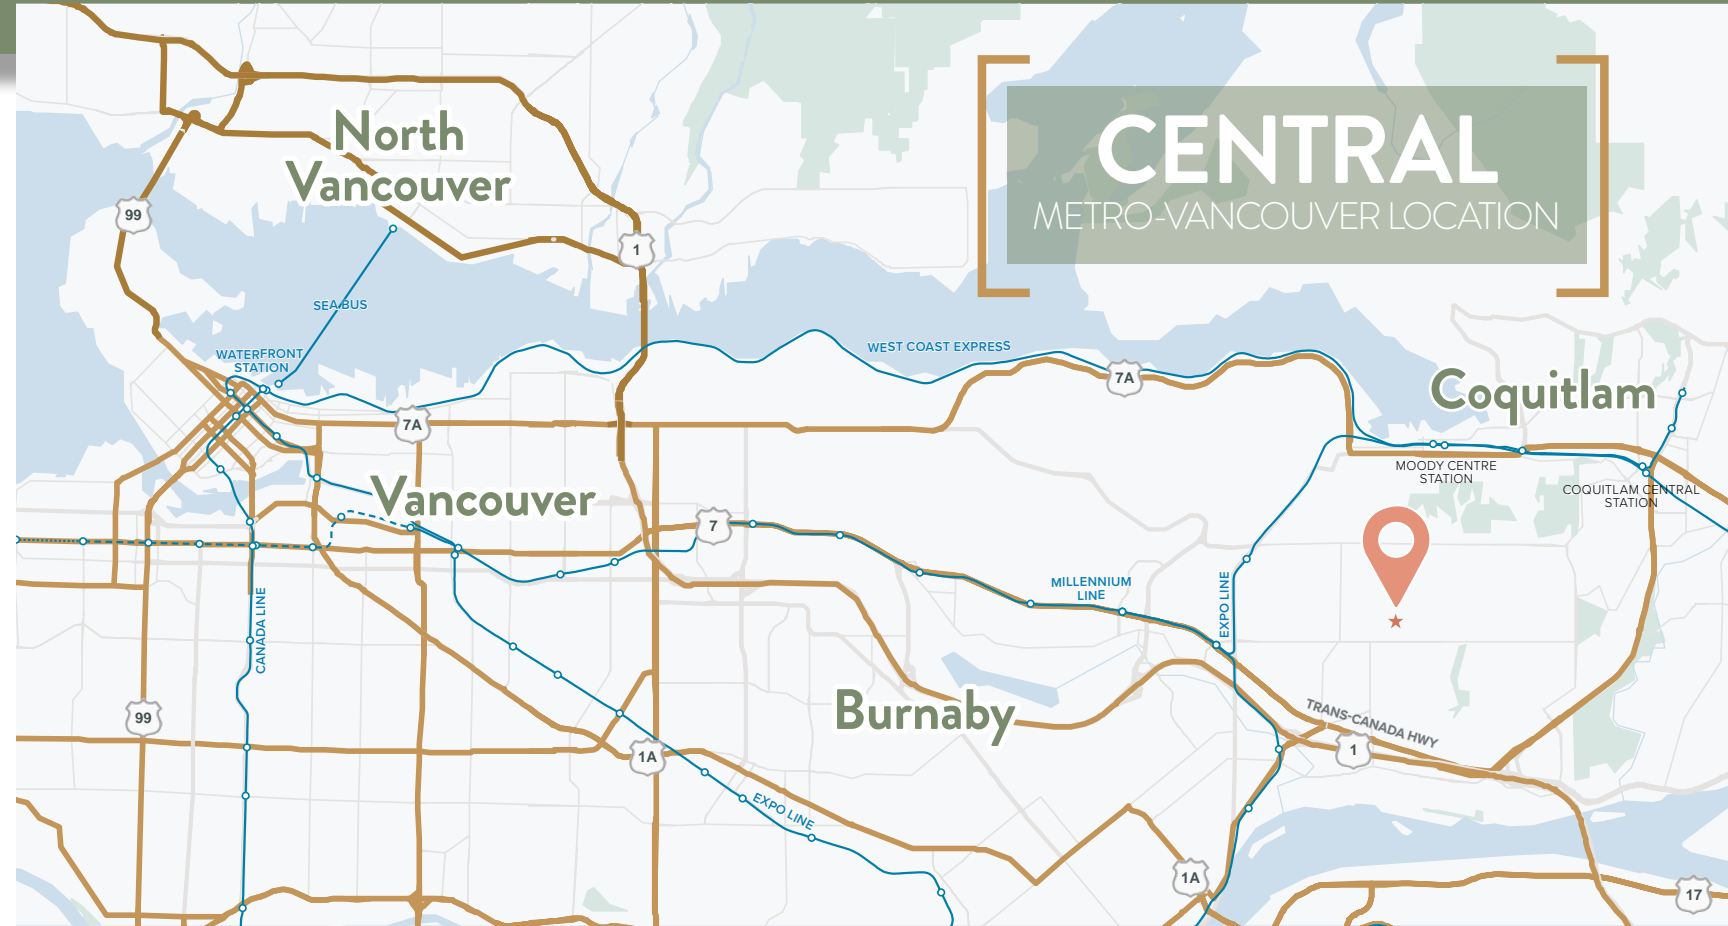 CENTRAL
METRO-VANCOUVER LOCATION
North
Vancouver
99
1
SEABUS
WATERFRONT
STATION
WEST COAST EXPRESS
7A
7A
Coquitlam
MOODY CENTRE
STATION
COQUITLAM CENTRAL
STATION
Vancouver
7
MILLENNIUM
LINE
EXPO LINE
CANADA LINE
99
Burnaby
TRANS-CANADA HWY
1
1A
EXPO LINE
1A
17